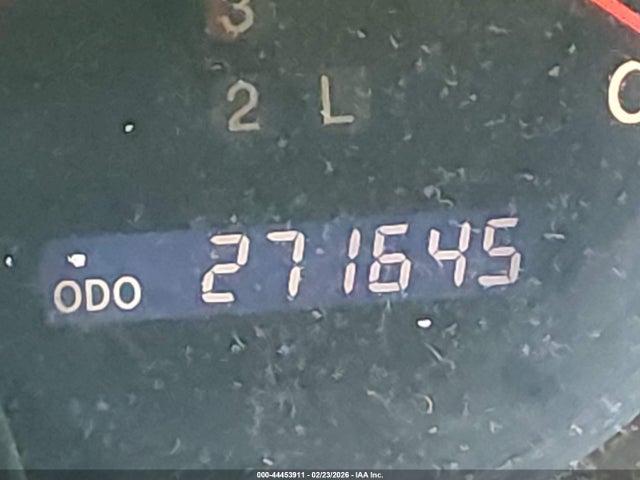 3
2 L
ODO 271645
000-44453911 - 02/23/2026 - IAA Inc.